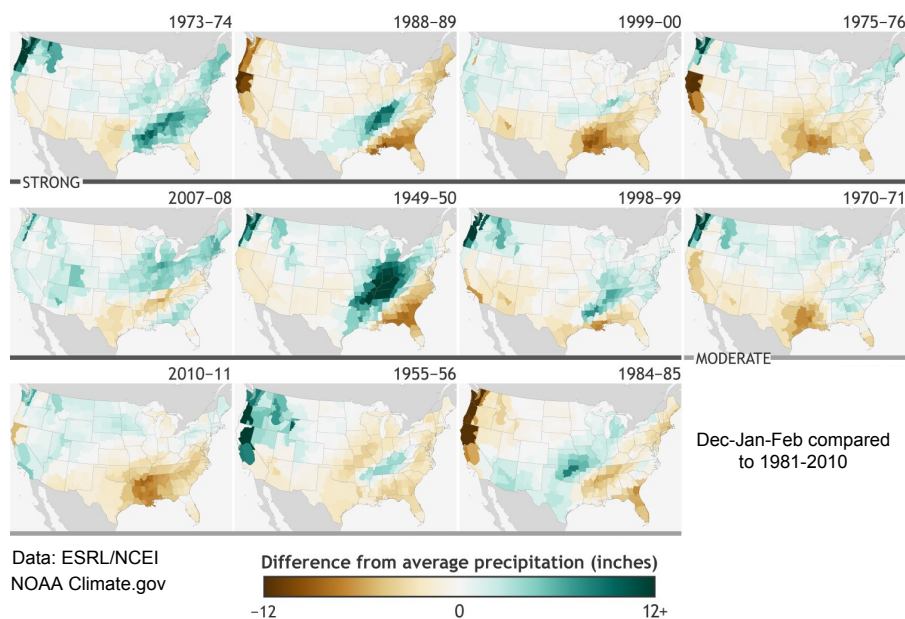 1973–74
1988–89
1999–00
1975–76
STRONG
2007–08
1949–50
1998–99
1970–71
MODERATE
2010–11
1955–56
1984–85
Dec-Jan-Feb compared
to 1981-2010
Data: ESRL/NCEI
NOAA Climate.gov
Difference from average precipitation (inches)
−12 0 12+